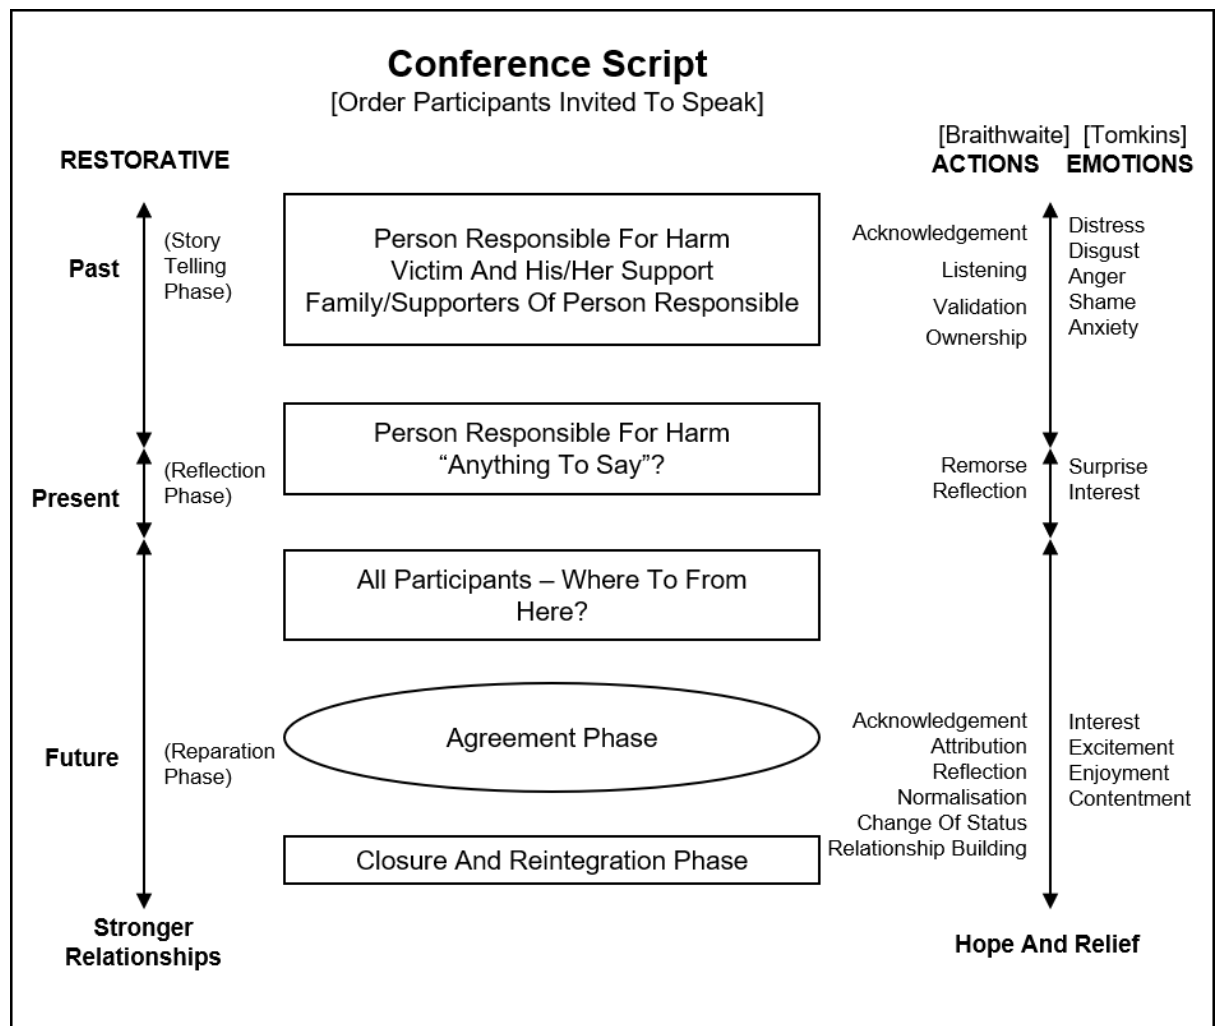 Conference Script
[Order Participants Invited To Speak]
[Braithwaite] [Tomkins]
RESTORATIVE
ACTIONS EMOTIONS
Past
(Story
Telling
Phase)
Person Responsible For Harm
Victim And His/Her Support
Family/Supporters Of Person Responsible
Acknowledgement
Listening
Validation
Ownership
Distress
Disgust
Anger
Shame
Anxiety
Present
(Reflection
Phase)
Person Responsible For Harm
“Anything To Say”?
Remorse
Reflection
Surprise
Interest
All Participants – Where To From
Here?
Future
(Reparation
Phase)
Agreement Phase
Closure And Reintegration Phase
Acknowledgement
Attribution
Reflection
Normalisation
Change Of Status
Relationship Building
Interest
Excitement
Enjoyment
Contentment
Stronger
Relationships
Hope And Relief